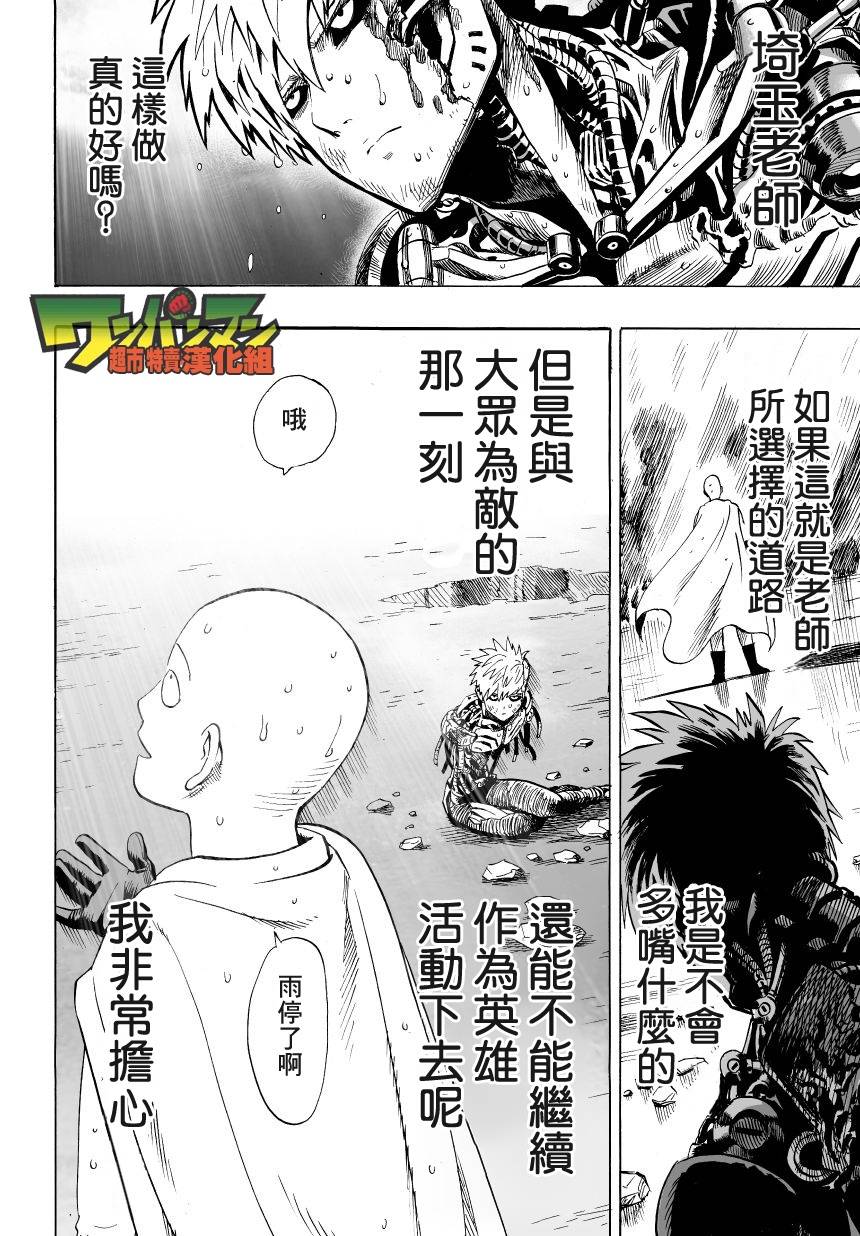 埼玉老師
這樣做
真的好嗎?
如果這就是老師
所選擇的道路
我是不會
多嘴什麼的
但是與
大眾為敵的
那一刻
ワンパンマン
超市特賣漢化組
哦
還能不能繼續
作為英雄
活動下去呢
雨停了啊
我非常擔心